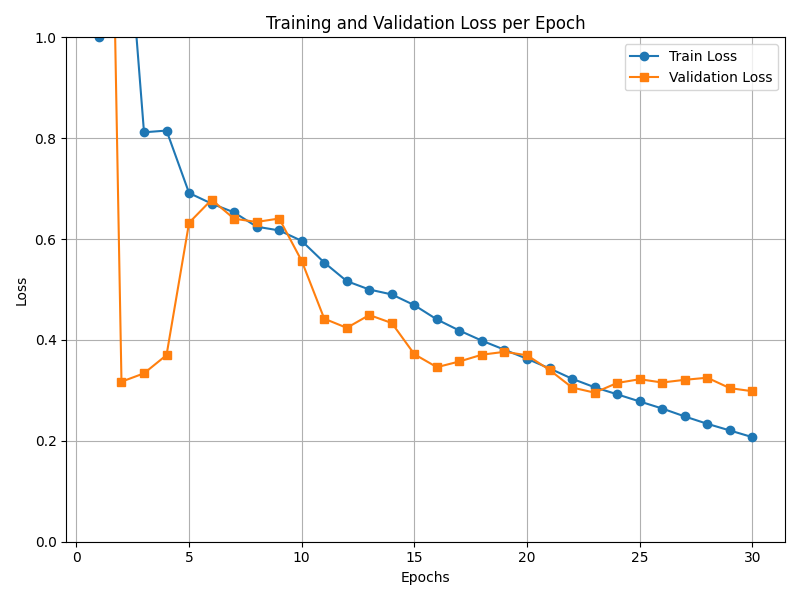 Training and Validation Loss per Epoch
Train Loss
Validation Loss
1.0
0.8
0.6
0.4
0.2
0.0
Loss
0 5 10 15 20 25 30
Epochs